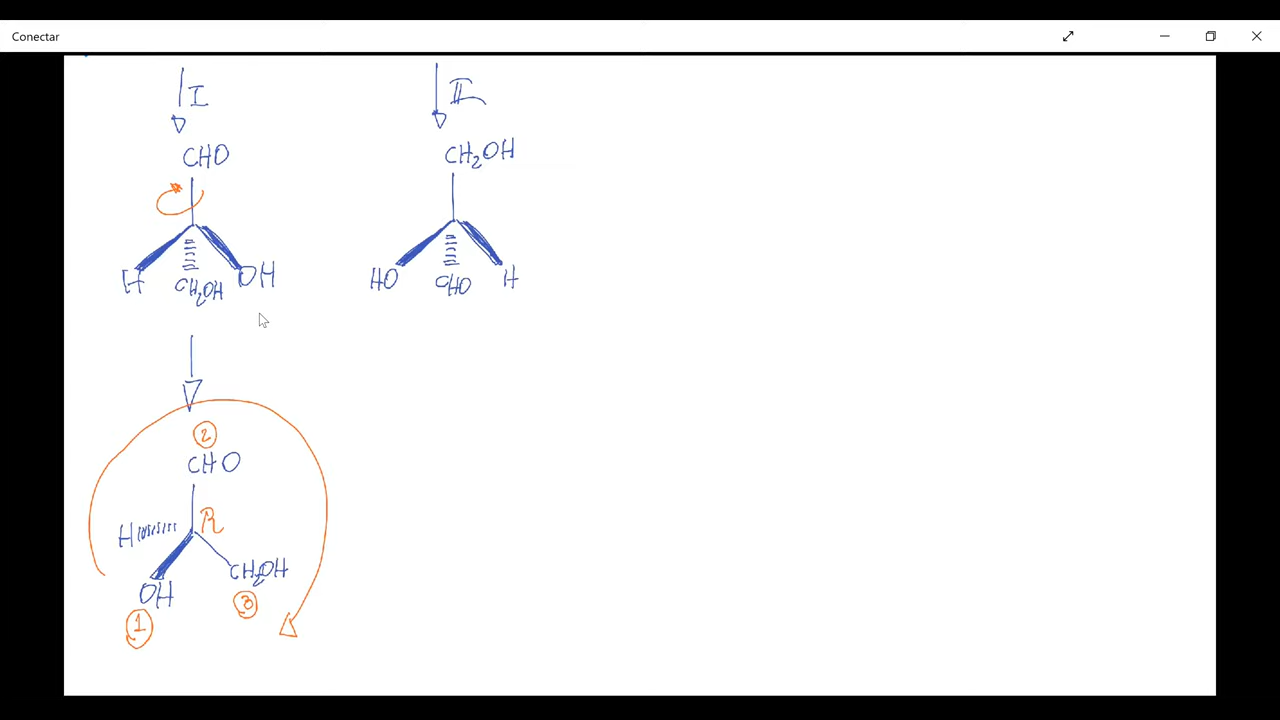 Conectar
I II
CHO CH₂OH
H CH₂OH OH HO CHO H
②
CHO
H R
OH CH₂OH
① ③